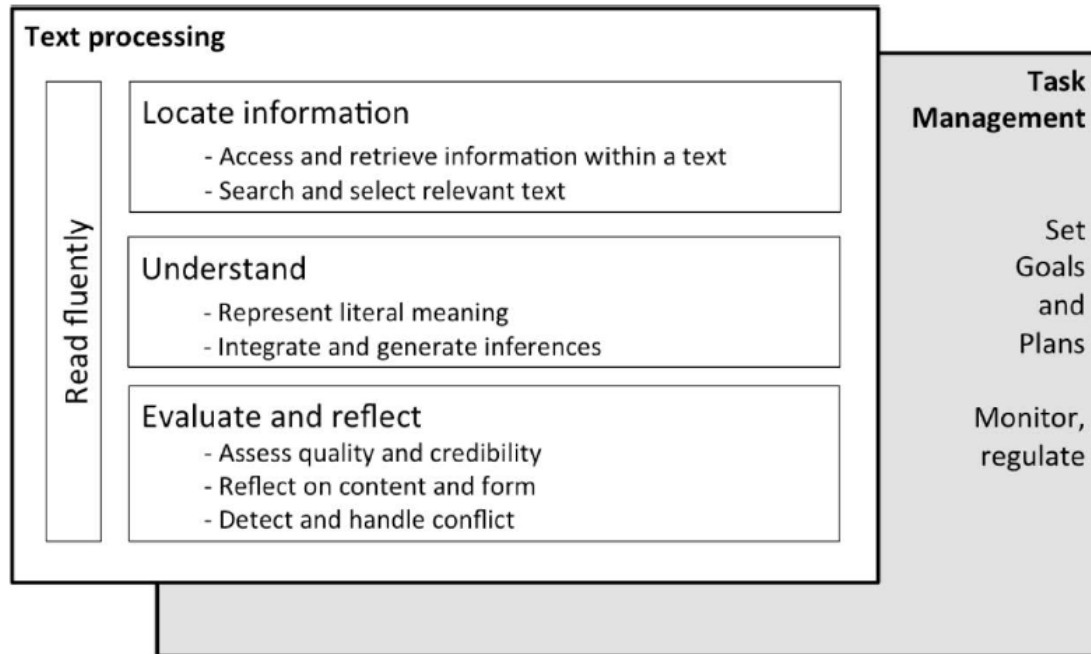 Text processing
Read fluently
Locate information
- Access and retrieve information within a text
- Search and select relevant text
Understand
- Represent literal meaning
- Integrate and generate inferences
Evaluate and reflect
- Assess quality and credibility
- Reflect on content and form
- Detect and handle conflict
Task
Management
Set
Goals
and
Plans
Monitor,
regulate